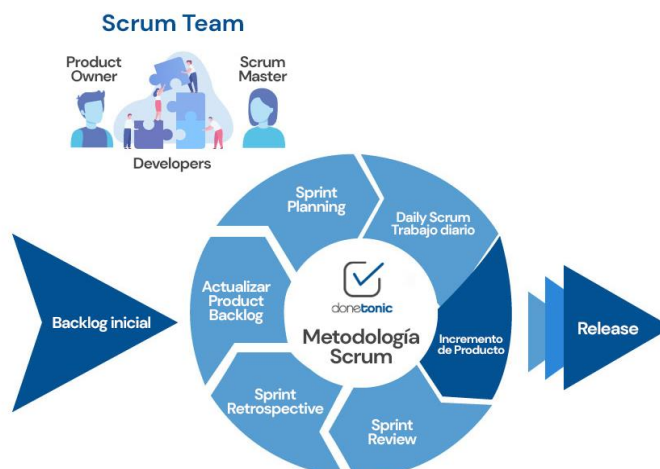 Scrum Team
Product
Owner
Scrum
Master
Developers
Sprint
Planning
Daily Scrum
Trabajo diario
Actualizar
Product
Backlog
donetonic
Metodología
Scrum
Backlog inicial
Incremento
de Producto
Release
Sprint
Retrospective
Sprint
Review